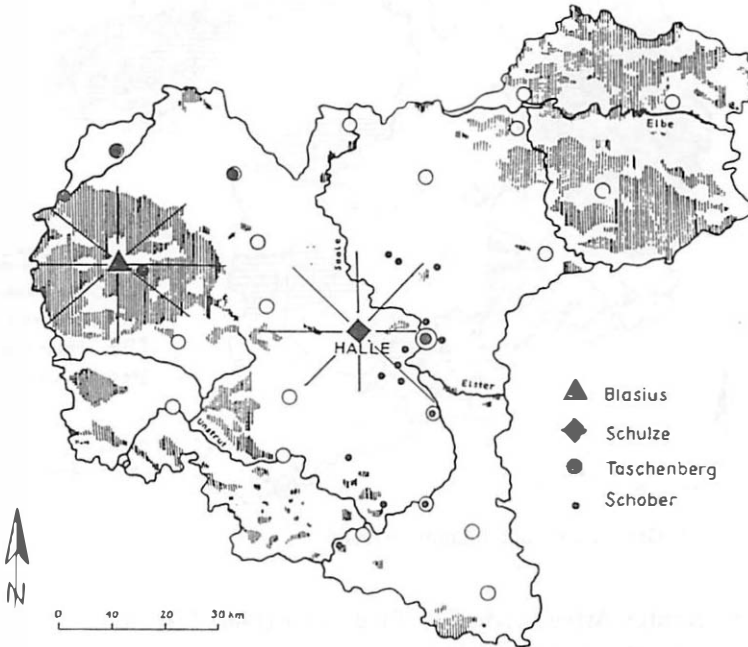 Elbe
Saale
HALLE
Elster
Unstrut
Blasius
Schulze
Taschenberg
Schober
N
0 10 20 30 km